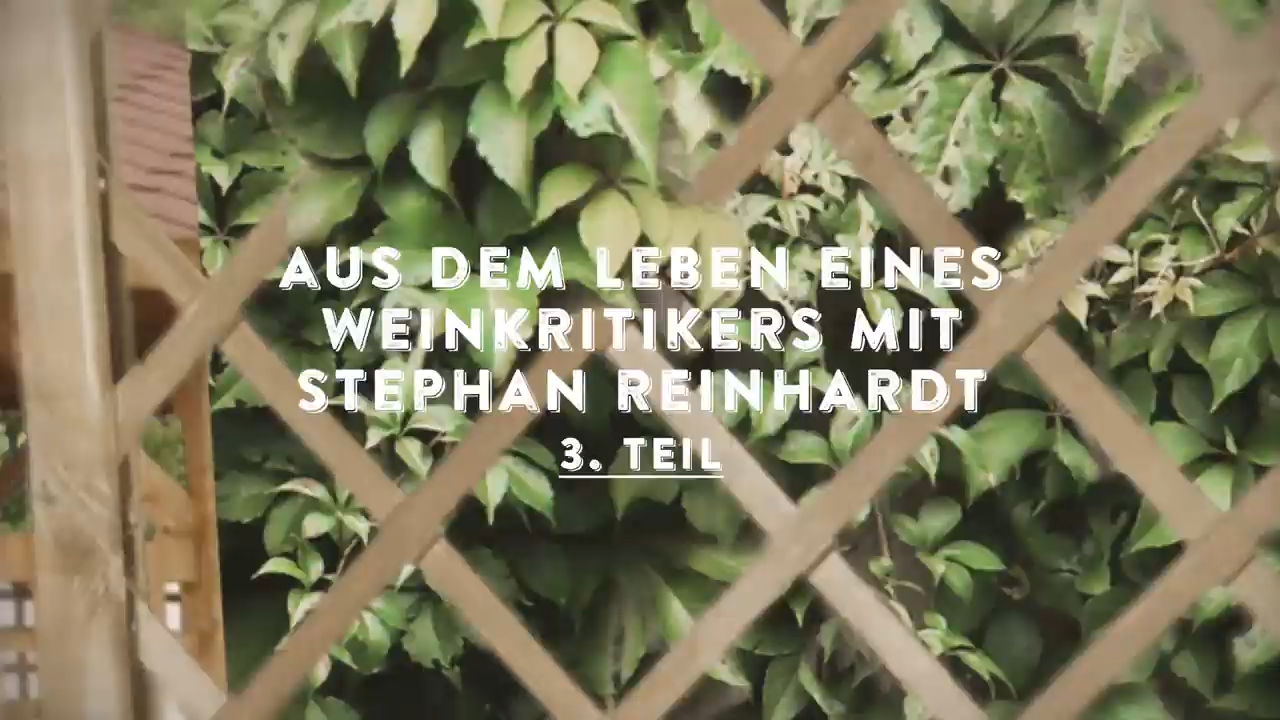 AUS DEM LEBEN EINES
WEINKRITIKERS MIT
STEPHAN REINHARDT
3. TEIL